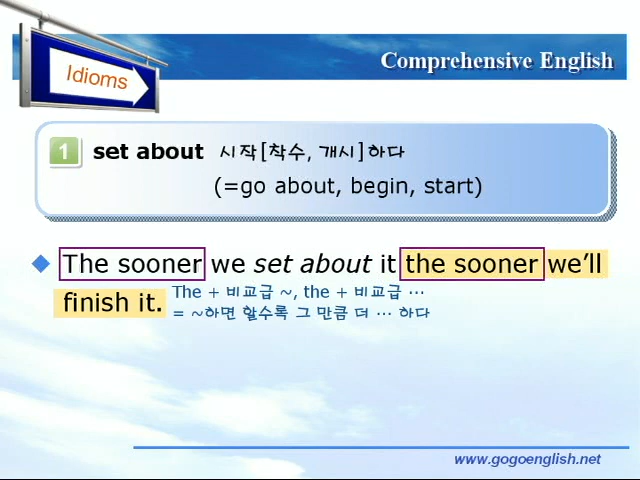 Comprehensive English
Idioms
1 set about 시작[착수, 개시]하다
(=go about, begin, start)
The sooner we set about it the sooner we’ll
finish it. The + 비교급 ~, the + 비교급 …
= ~하면 할수록 그 만큼 더 … 하다
www.gogoenglish.net